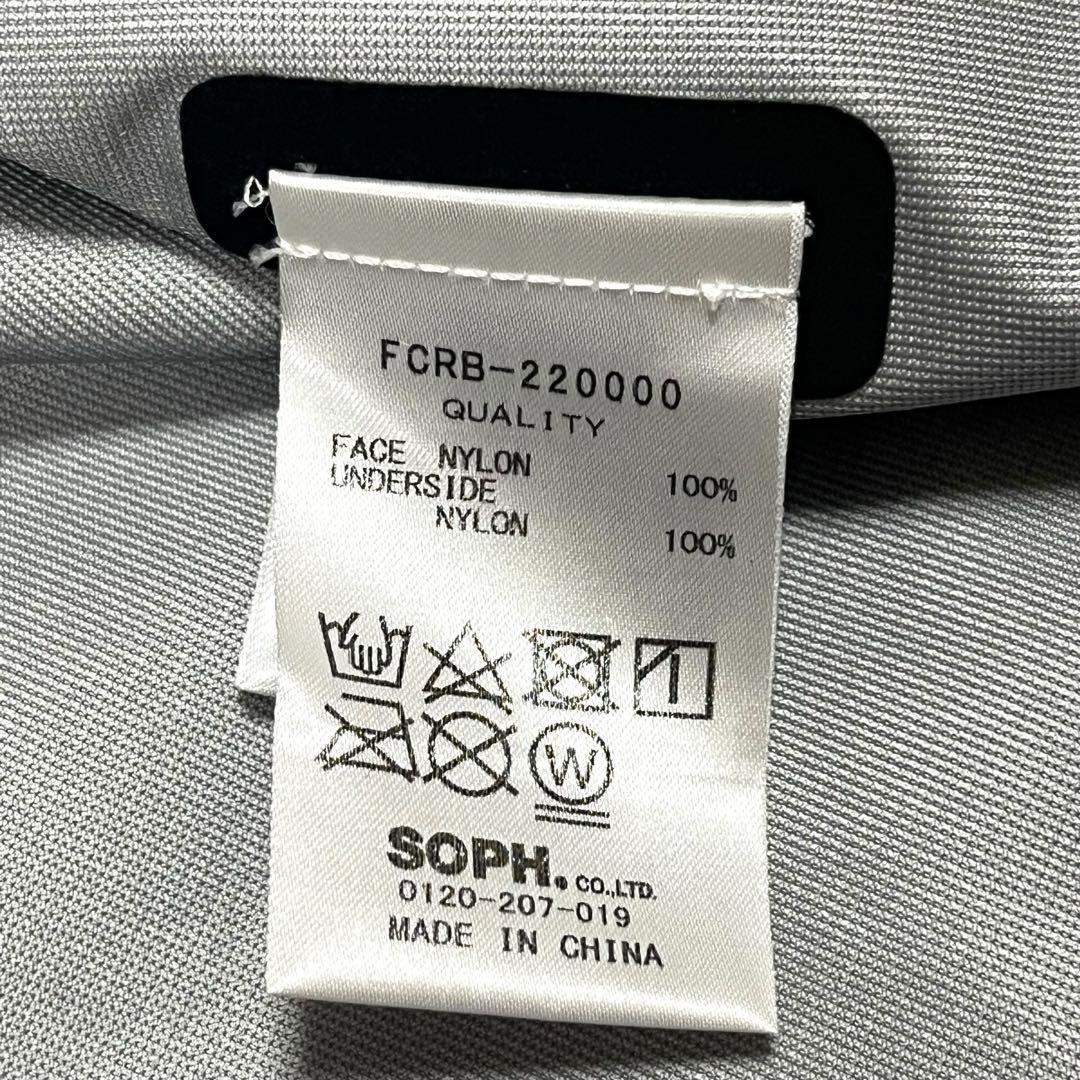 FCRB-220000
QUALITY
FACE NYLON 100%
UNDERSIDE
NYLON 100%
W
SOPH.® CO.,LTD.
0120-207-019
MADE IN CHINA